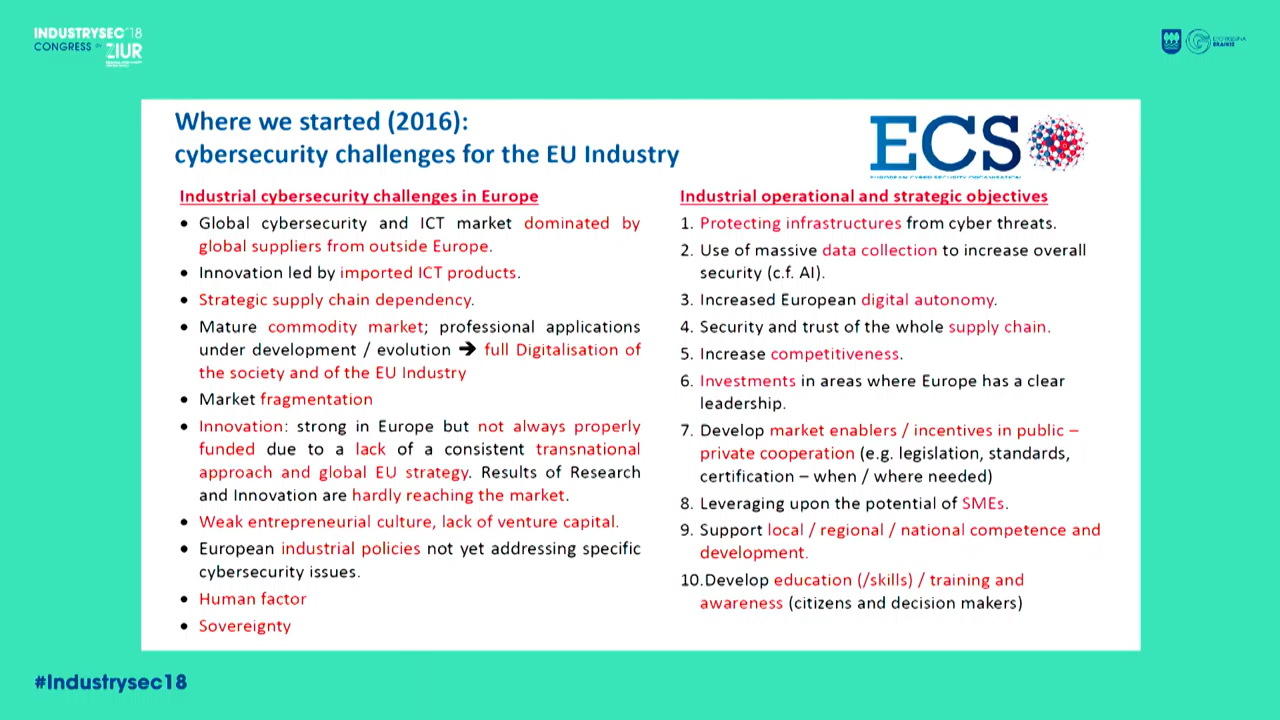 INDUSTRYSEC'18
CONGRESS BY ZIUR
Where we started (2016):
cybersecurity challenges for the EU Industry
ECS
EUROPEAN CYBER SECURITY ORGANISATION
Industrial cybersecurity challenges in Europe
• Global cybersecurity and ICT market dominated by
global suppliers from outside Europe.
• Innovation led by imported ICT products.
• Strategic supply chain dependency.
• Mature commodity market; professional applications
under development / evolution ➔ full Digitalisation of
the society and of the EU Industry
• Market fragmentation
• Innovation: strong in Europe but not always properly
funded due to a lack of a consistent transnational
approach and global EU strategy. Results of Research
and Innovation are hardly reaching the market.
• Weak entrepreneurial culture, lack of venture capital.
• European industrial policies not yet addressing specific
cybersecurity issues.
• Human factor
• Sovereignty
Industrial operational and strategic objectives
1. Protecting infrastructures from cyber threats.
2. Use of massive data collection to increase overall
security (c.f. AI).
3. Increased European digital autonomy.
4. Security and trust of the whole supply chain.
5. Increase competitiveness.
6. Investments in areas where Europe has a clear
leadership.
7. Develop market enablers / incentives in public –
private cooperation (e.g. legislation, standards,
certification – when / where needed)
8. Leveraging upon the potential of SMEs.
9. Support local / regional / national competence and
development.
10.Develop education (/skills) / training and
awareness (citizens and decision makers)
#Industrysec18